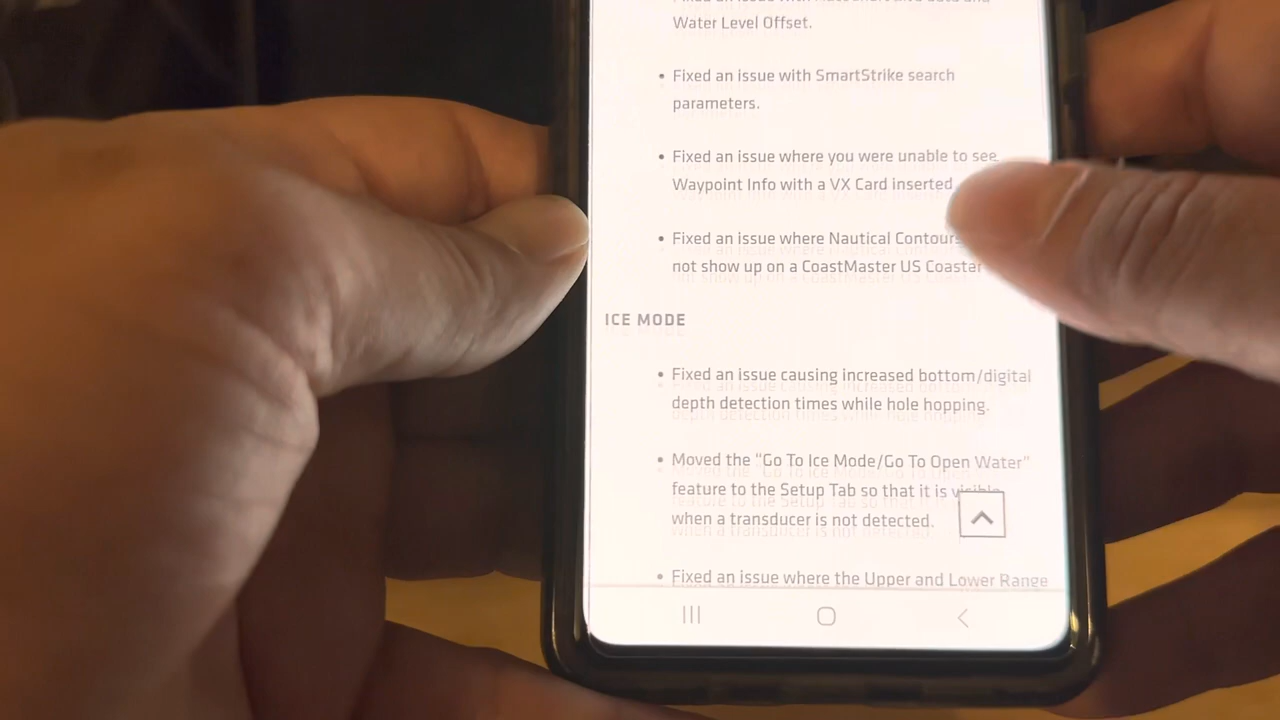 Water Level Offset.
• Fixed an issue with SmartStrike search
parameters.
• Fixed an issue where you were unable to see
Waypoint Info with a VX Card inserted
• Fixed an issue where Nautical Contours
not show up on a CoastMaster US Coastal
ICE MODE
• Fixed an issue causing increased bottom/digital
depth detection times while hole hopping.
• Moved the "Go To Ice Mode/Go To Open Water"
feature to the Setup Tab so that it is visible
when a transducer is not detected.
• Fixed an issue where the Upper and Lower Range